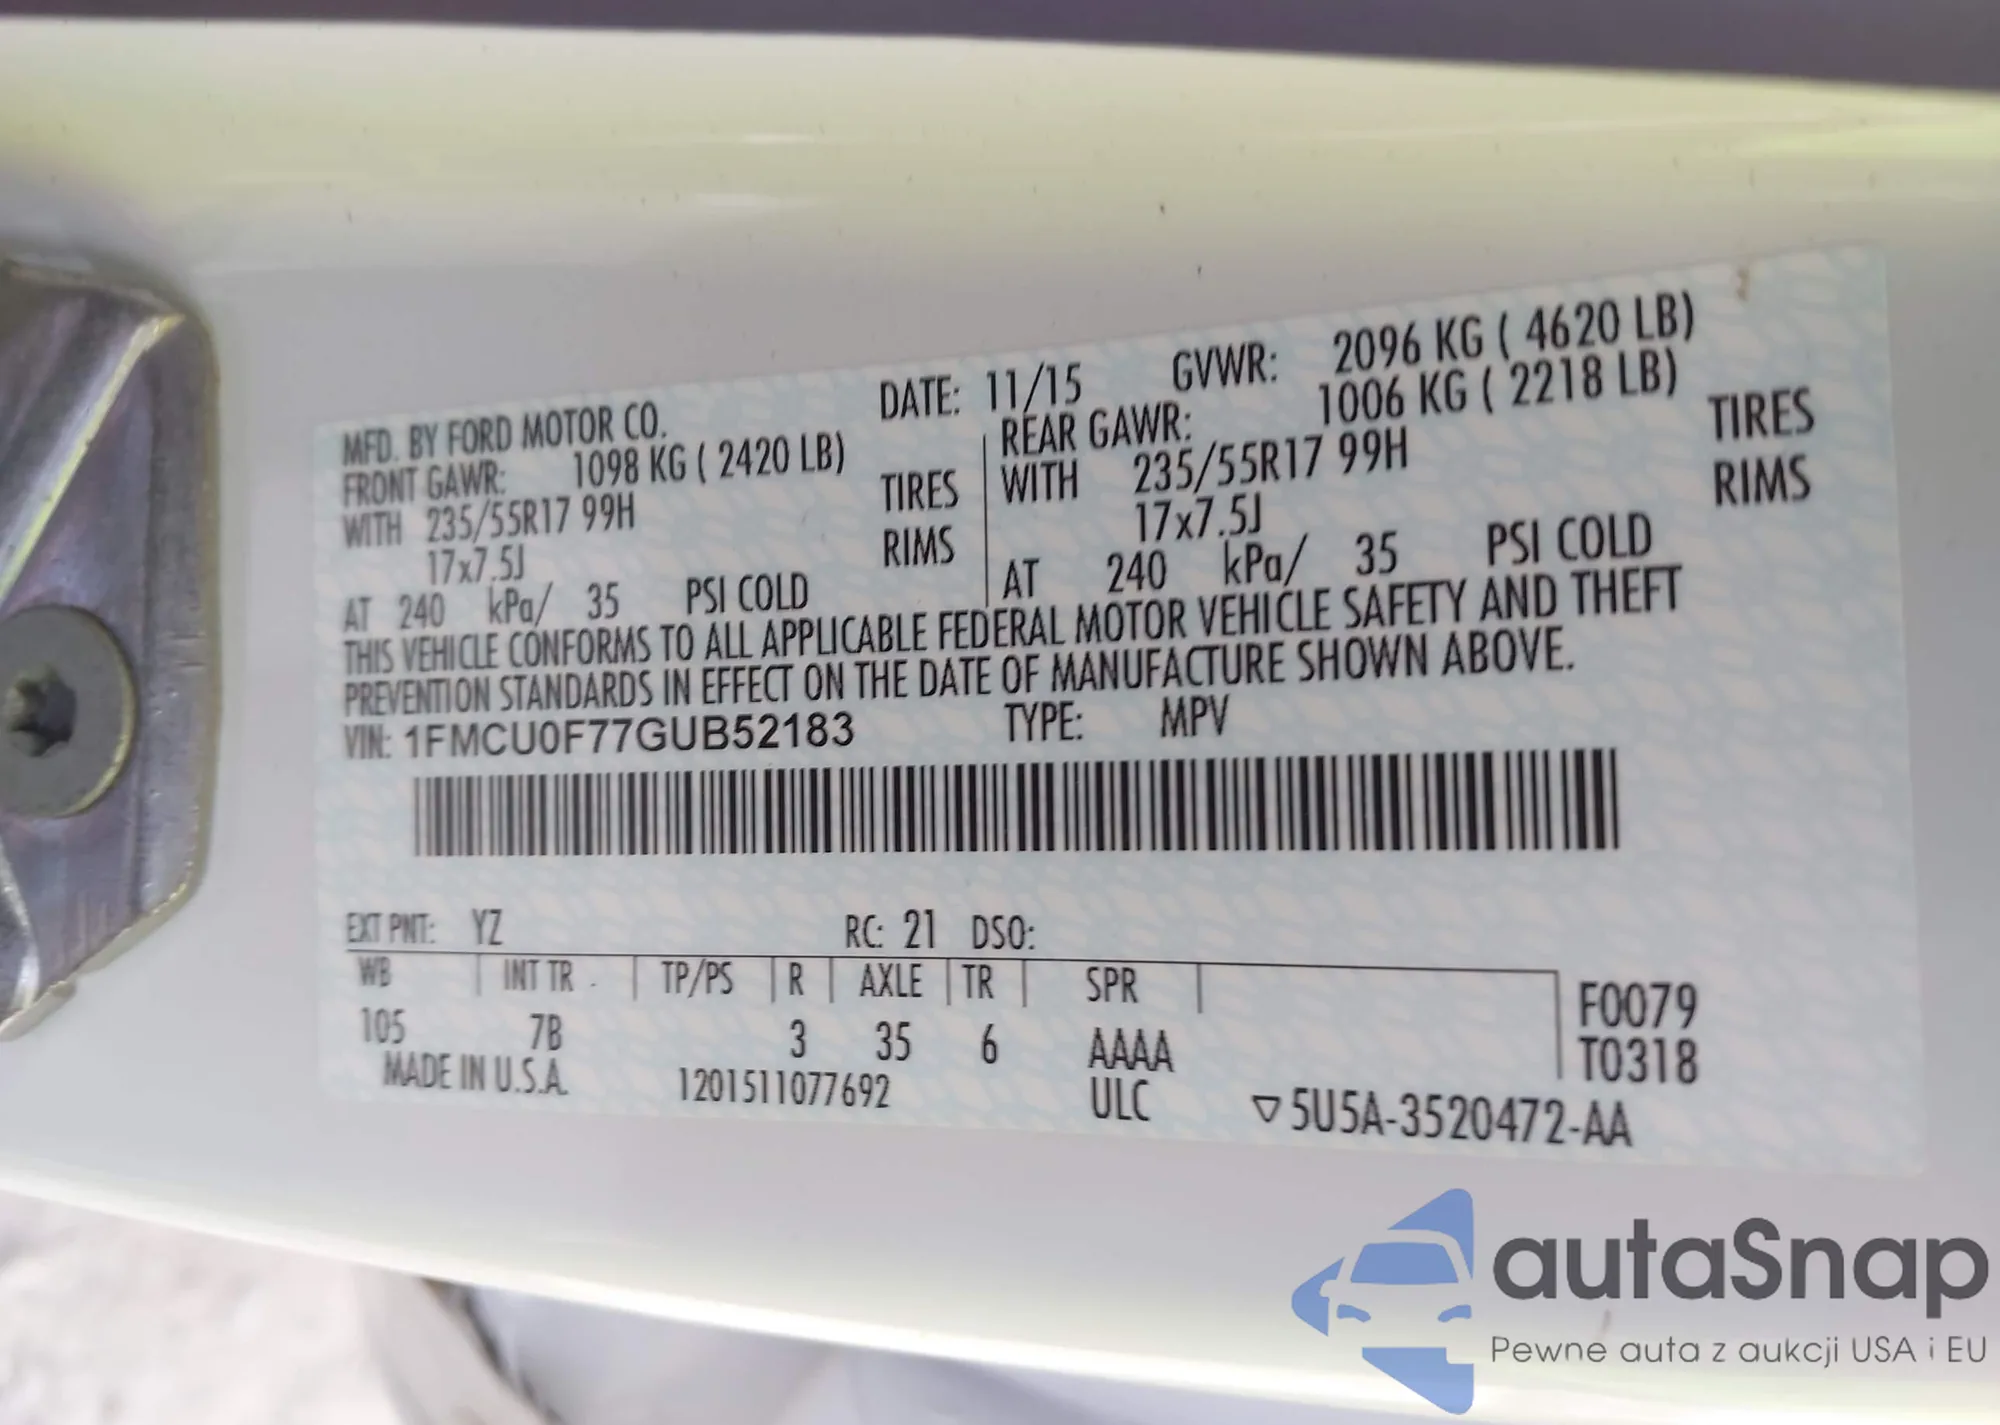 MFD. BY FORD MOTOR CO. DATE: 11/15 GVWR: 2096 KG ( 4620 LB)
FRONT GAWR: 1098 KG ( 2420 LB) REAR GAWR: 1006 KG ( 2218 LB)
WITH 235/55R17 99H TIRES WITH 235/55R17 99H TIRES
17x7.5J RIMS 17x7.5J RIMS
AT 240 kPa/ 35 PSI COLD AT 240 kPa/ 35 PSI COLD
THIS VEHICLE CONFORMS TO ALL APPLICABLE FEDERAL MOTOR VEHICLE SAFETY AND THEFT
PREVENTION STANDARDS IN EFFECT ON THE DATE OF MANUFACTURE SHOWN ABOVE.
VIN: 1FMCU0F77GUB52183 TYPE: MPV
EXT PNT: YZ RC: 21 DSO:
WB INT TR TP/PS R AXLE TR SPR
F0079
105 7B 3 35 6 AAAA T0318
MADE IN U.S.A. 1201511077692 ULC ▽5U5A-3520472-AA
autaSnap
Pewne auta z aukcji USA i EU